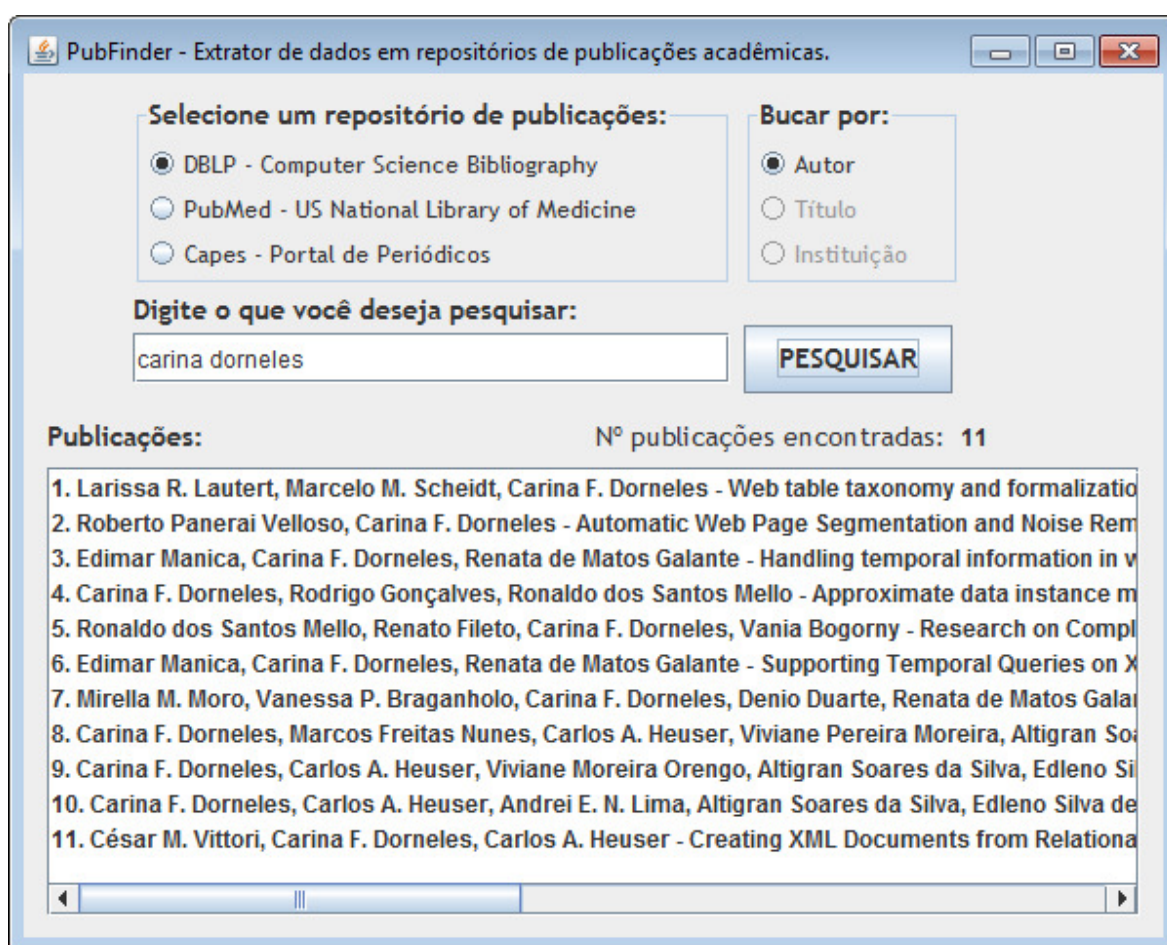 PubFinder - Extrator de dados em repositórios de publicações acadêmicas.
Selecione um repositório de publicações:
DBLP - Computer Science Bibliography
PubMed - US National Library of Medicine
Capes - Portal de Periódicos
Bucar por:
Autor
Título
Instituição
Digite o que você deseja pesquisar:
carina dorneles
PESQUISAR
Publicações:
Nº publicações encontradas: 11
1. Larissa R. Lautert, Marcelo M. Scheidt, Carina F. Dorneles - Web table taxonomy and formalizatio
2. Roberto Panerai Velloso, Carina F. Dorneles - Automatic Web Page Segmentation and Noise Rem
3. Edimar Manica, Carina F. Dorneles, Renata de Matos Galante - Handling temporal information in w
4. Carina F. Dorneles, Rodrigo Gonçalves, Ronaldo dos Santos Mello - Approximate data instance m
5. Ronaldo dos Santos Mello, Renato Fileto, Carina F. Dorneles, Vania Bogorny - Research on Compl
6. Edimar Manica, Carina F. Dorneles, Renata de Matos Galante - Supporting Temporal Queries on X
7. Mirella M. Moro, Vanessa P. Braganholo, Carina F. Dorneles, Denio Duarte, Renata de Matos Galan
8. Carina F. Dorneles, Marcos Freitas Nunes, Carlos A. Heuser, Viviane Pereira Moreira, Altigran Soa
9. Carina F. Dorneles, Carlos A. Heuser, Viviane Moreira Orengo, Altigran Soares da Silva, Edleno Sil
10. Carina F. Dorneles, Carlos A. Heuser, Andrei E. N. Lima, Altigran Soares da Silva, Edleno Silva de
11. César M. Vittori, Carina F. Dorneles, Carlos A. Heuser - Creating XML Documents from Relationa